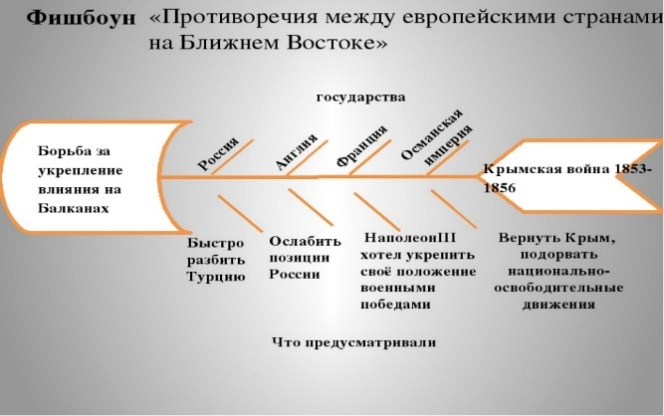 Фишбоун «Противоречия между европейскими странами
на Ближнем Востоке»
государства
Россия
Англия
Франция
Османская
империя
Борьба за
укрепление
влияния на
Балканах
Крымская война 1853-
1856
Быстро
разбить
Турцию
Ослабить
позиции
России
НаполеонIII
хотел укрепить
своё положение
военными
победами
Вернуть Крым,
подорвать
национально-
освободительные
движения
Что предусматривали